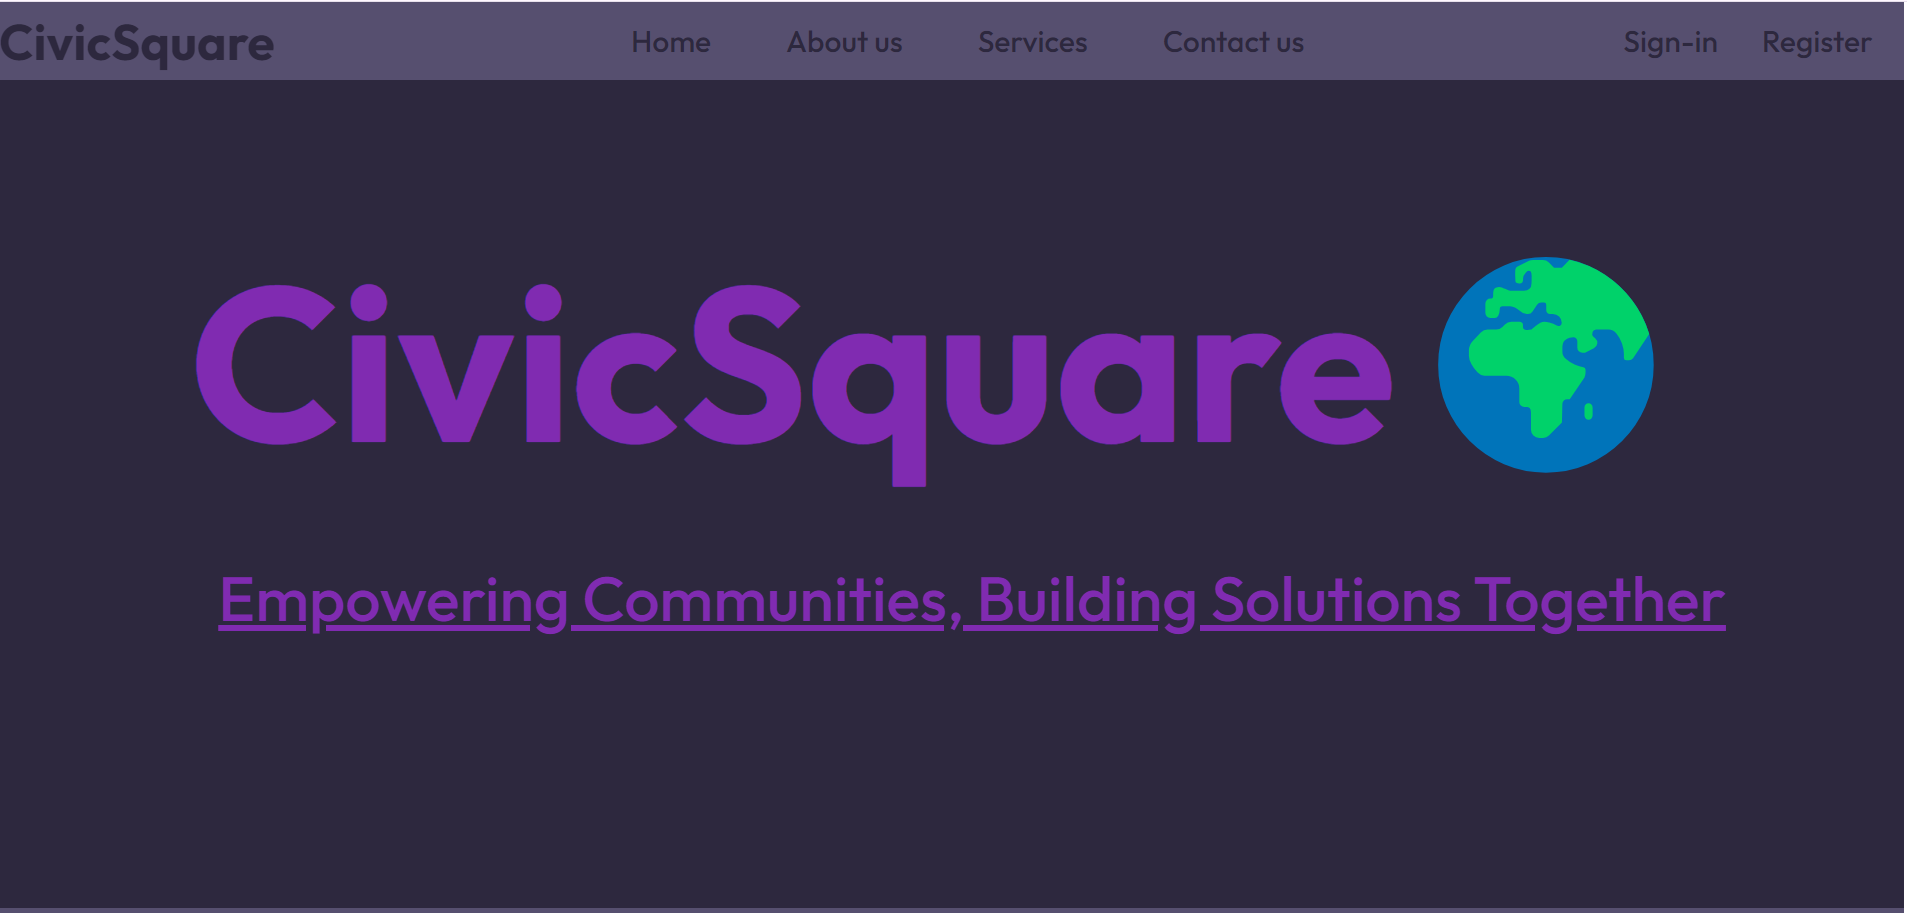 CivicSquare Home About us Services Contact us Sign-in Register
CivicSquare
Empowering Communities, Building Solutions Together